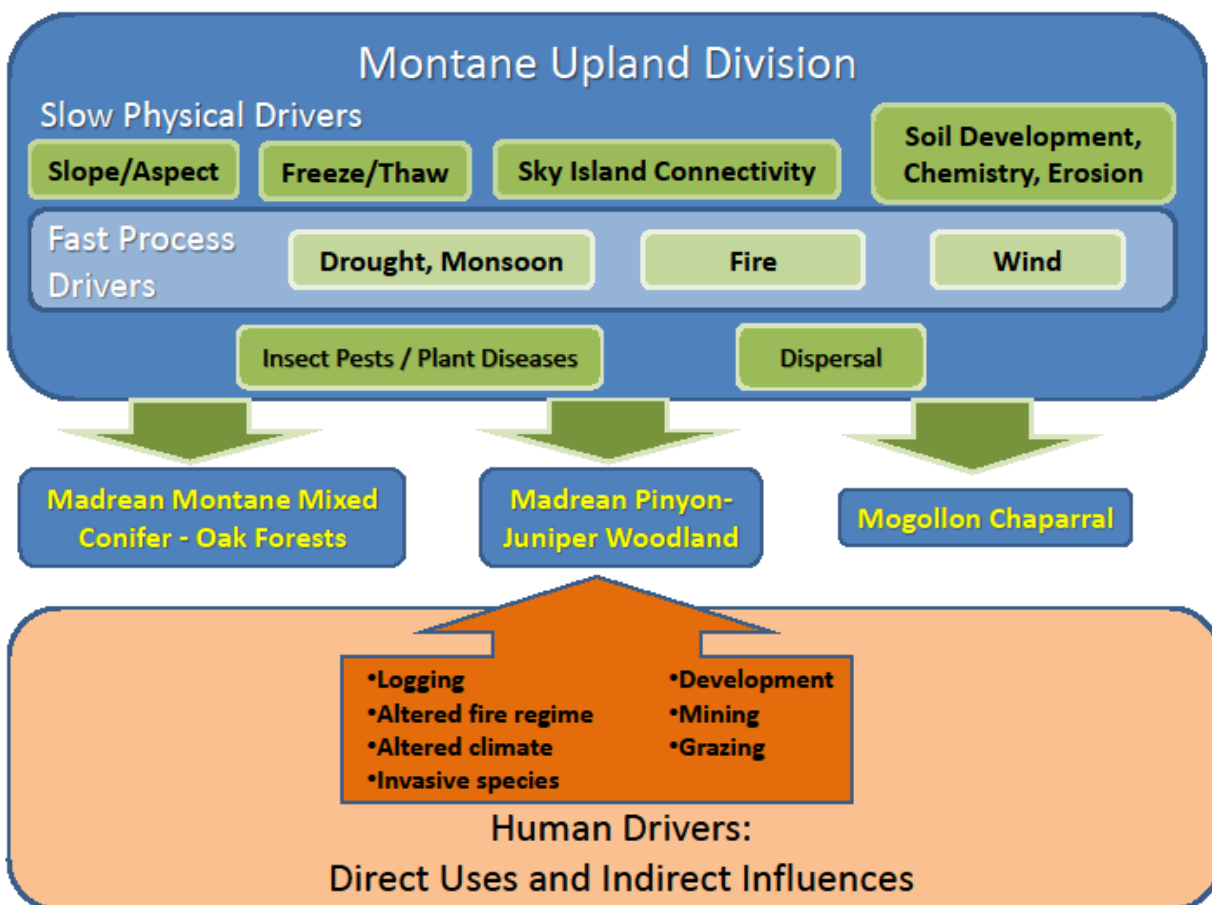 Montane Upland Division
Slow Physical Drivers
Slope/Aspect
Freeze/Thaw
Sky Island Connectivity
Soil Development,
Chemistry, Erosion
Fast Process
Drivers
Drought, Monsoon
Fire
Wind
Insect Pests / Plant Diseases
Dispersal
Madrean Montane Mixed
Conifer - Oak Forests
Madrean Pinyon-
Juniper Woodland
Mogollon Chaparral
•Logging
•Altered fire regime
•Altered climate
•Invasive species
•Development
•Mining
•Grazing
Human Drivers:
Direct Uses and Indirect Influences